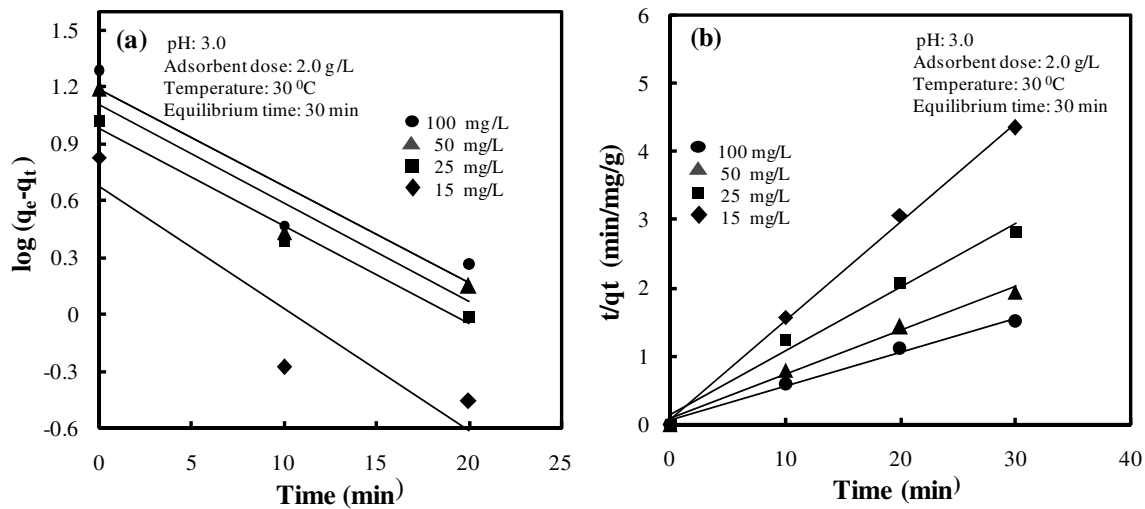 (a)
pH: 3.0
Adsorbent dose: 2.0 g/L
Temperature: 30 ⁰C
Equilibrium time: 30 min
100 mg/L
50 mg/L
25 mg/L
15 mg/L
1.5
1.2
0.9
0.6
0.3
0
-0.3
-0.6
log (qe-qt)
0 5 10 15 20 25
Time (min)
(b)
pH: 3.0
Adsorbent dose: 2.0 g/L
Temperature: 30 ⁰C
Equilibrium time: 30 min
100 mg/L
50 mg/L
25 mg/L
15 mg/L
6
5
4
3
2
1
0
t/qt (min/mg/g)
0 10 20 30 40
Time (min)